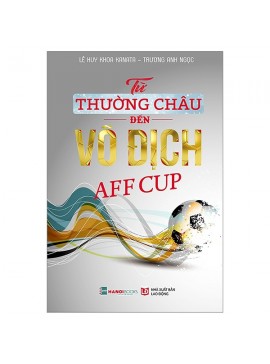 LÊ HUY KHOA KANATA - TRƯƠNG ANH NGỌC
Từ
THƯỜNG CHÂU
ĐẾN
VÔ ĐỊCH
AFF CUP
HANOIBOOKS
NHÀ XUẤT BẢN
LAO ĐỘNG